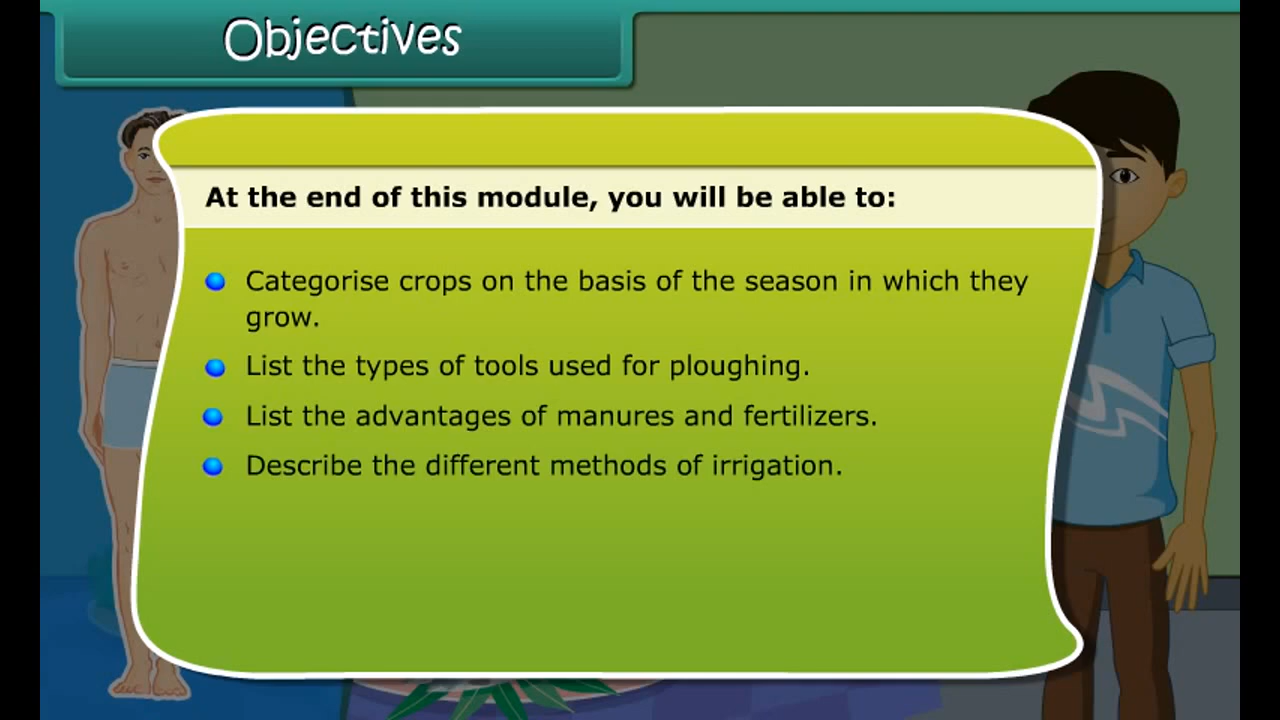 Objectives
At the end of this module, you will be able to:
Categorise crops on the basis of the season in which they
grow.
List the types of tools used for ploughing.
List the advantages of manures and fertilizers.
Describe the different methods of irrigation.